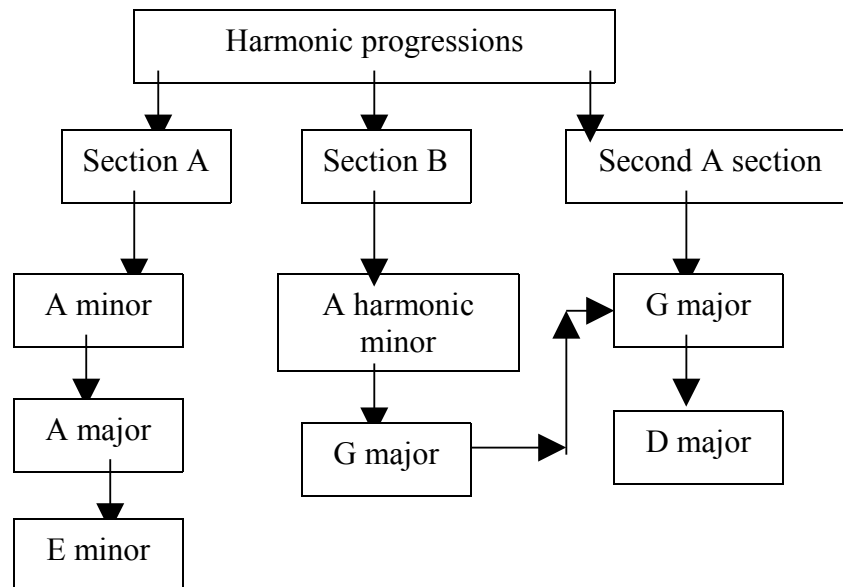 Harmonic progressions
Section A
Section B
Second A section
A minor
A harmonic
minor
G major
A major
G major
D major
E minor